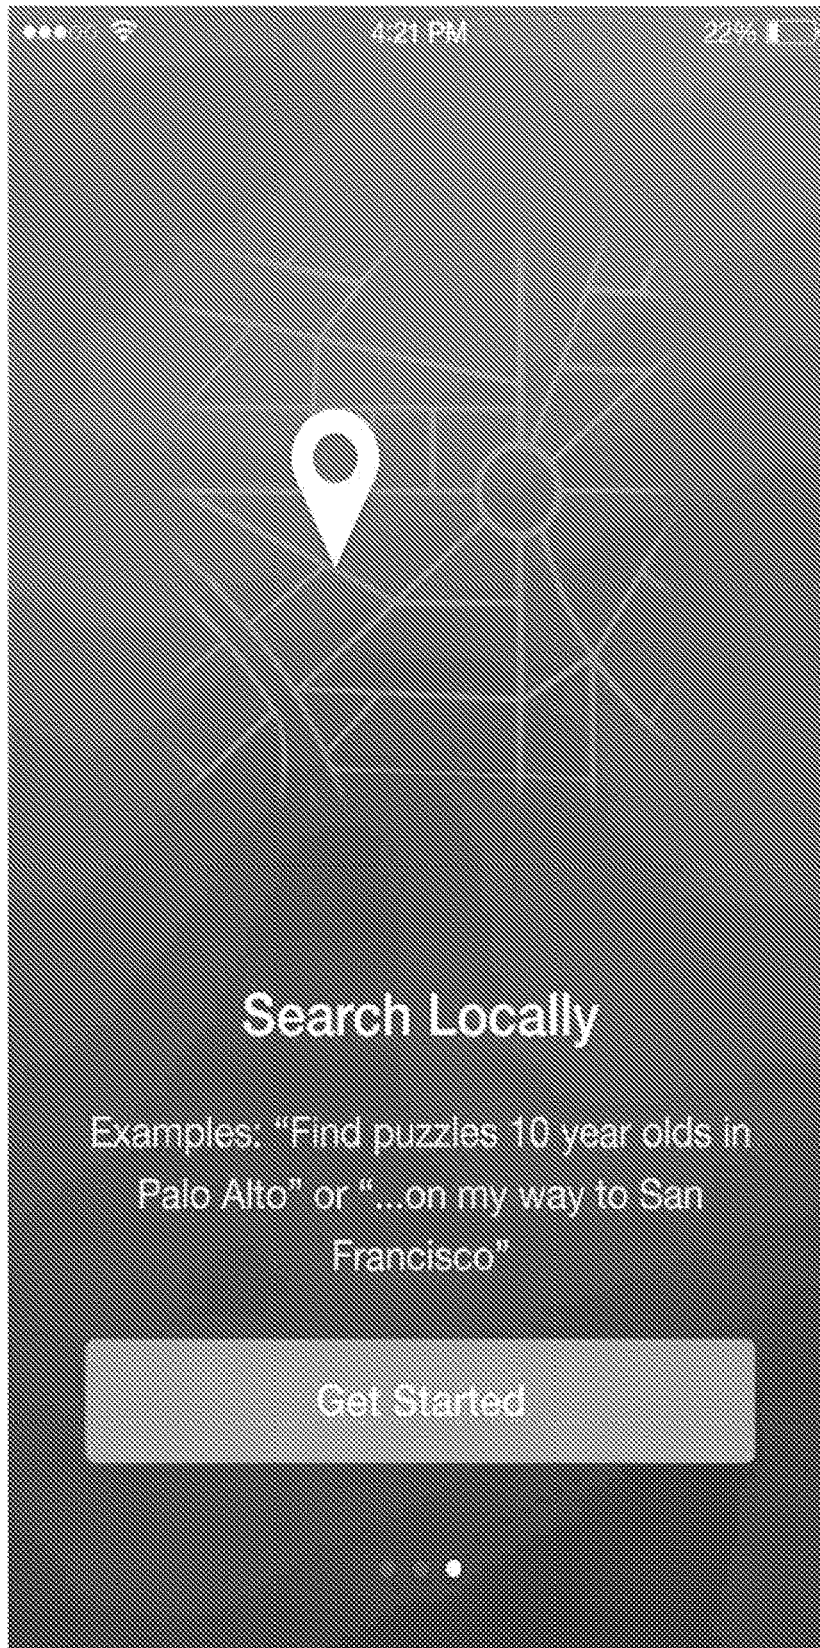 4:21 PM 22%
Search Locally
Examples: “Find puzzles 10 year olds in
Palo Alto” or “...on my way to San
Francisco”
Get Started